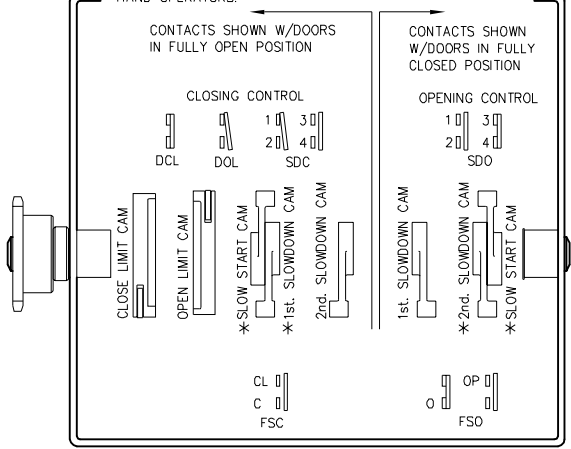 HAND OPERATORS.
CONTACTS SHOWN W/DOORS
IN FULLY OPEN POSITION
CONTACTS SHOWN
W/DOORS IN FULLY
CLOSED POSITION
CLOSING CONTROL
OPENING CONTROL
1 3
2 4
DCL DOL SDC
1 3
2 4
SDO
CLOSE LIMIT CAM
OPEN LIMIT CAM
*SLOW START CAM
*1st. SLOWDOWN CAM
2nd. SLOWDOWN CAM
1st. SLOWDOWN CAM
*2nd. SLOWDOWN CAM
*SLOW START CAM
CL
C
FSC
OP
O
FSO